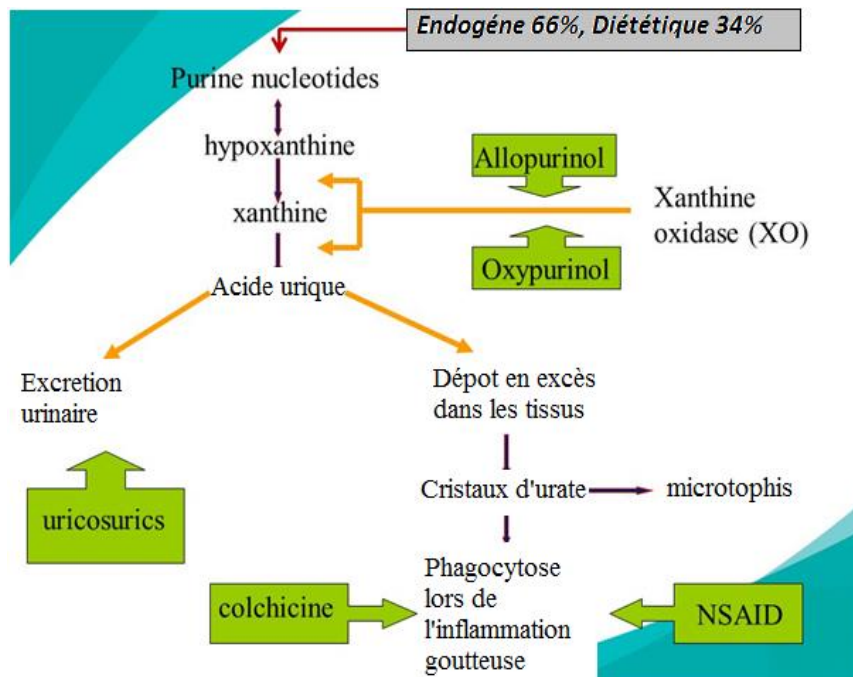 Endogéne 66%, Diététique 34%
Purine nucleotides
hypoxanthine
Allopurinol
xanthine
Xanthine
oxidase (XO)
Oxypurinol
Acide urique
Excretion
urinaire
Dépot en excès
dans les tissus
uricosurics
Cristaux d'urate
microtophis
colchicine
Phagocytose
lors de
l'inflammation
goutteuse
NSAID